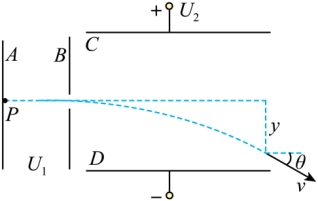 + U₂
A B C
P y
U₁ D θ
v
−